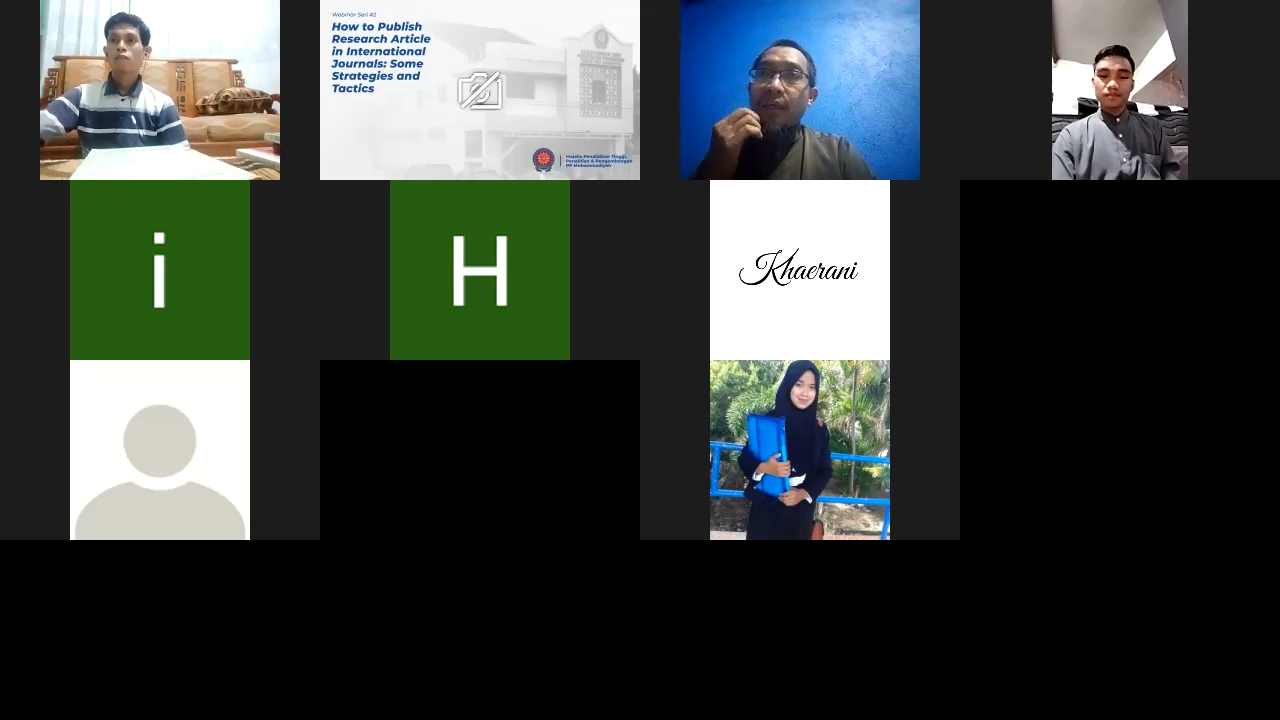 Webinar Seri #2
How to Publish
Research Article
in International
Journals: Some
Strategies and
Tactics
Majelis Pendidikan Tinggi,
Penelitian & Pengembangan
PP Muhammadiyah
i
H
Khaerani